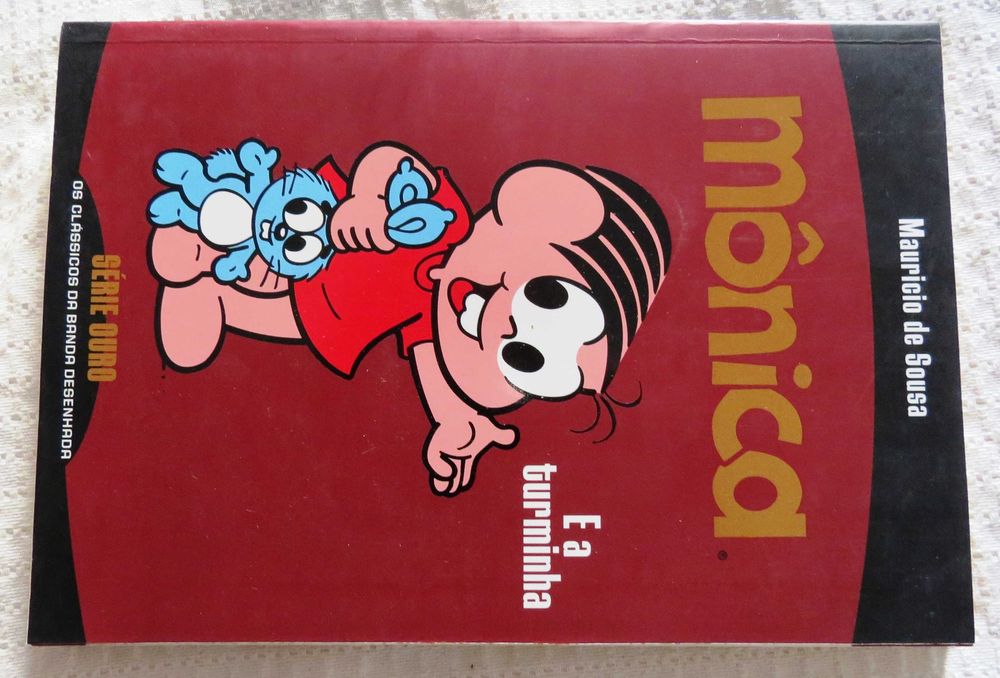 Mauricio de Sousa
mônica®
E a
turminha
SÉRIE OURO
OS CLÁSSICOS DA BANDA DESENHADA